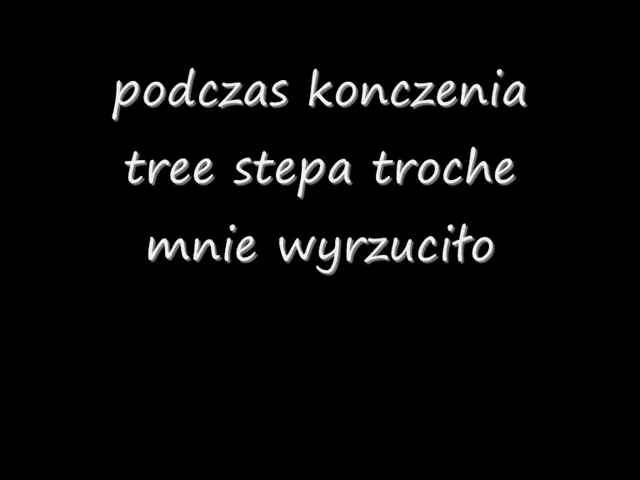 podczas konczenia
tree stepa troche
mnie wyrzuciło